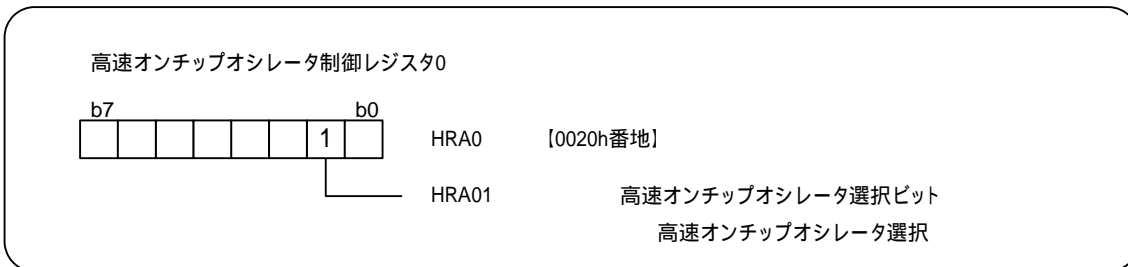 高速オンチップオシレータ制御レジスタ0
b7 b0
1 HRA0 【0020h番地】
HRA01 高速オンチップオシレータ選択ビット
高速オンチップオシレータ選択